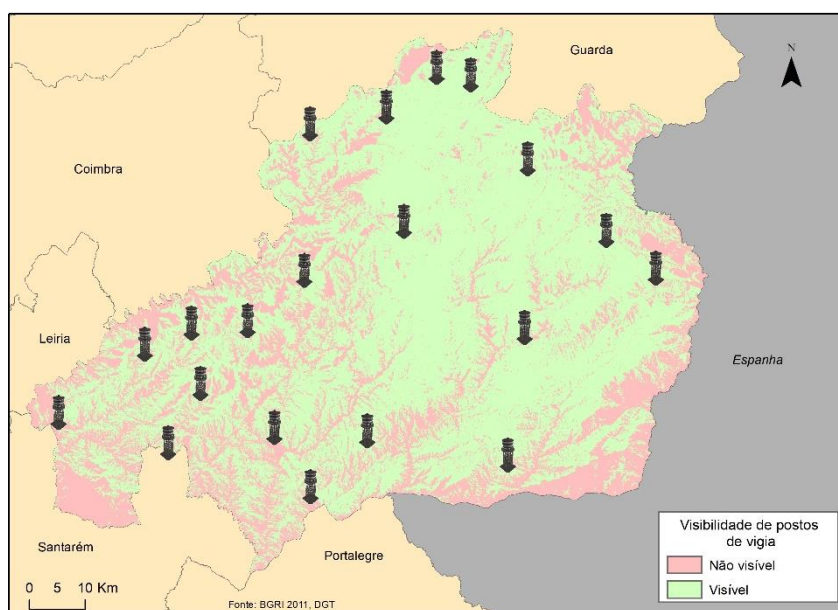 Guarda
N
Coimbra
Leiria
Espanha
Santarém
Portalegre
0 5 10 Km
Fonte: BGRI 2011, DGT
Visibilidade de postos
de vigia
Não visível
Visível